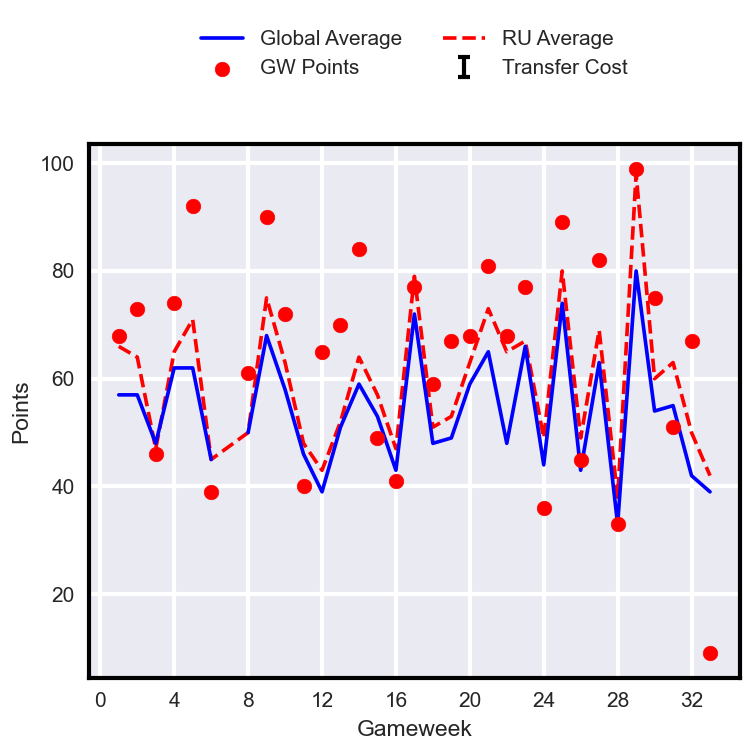 Global Average
RU Average
GW Points
Transfer Cost
100
80
60
40
20
Points
0 4 8 12 16 20 24 28 32
Gameweek